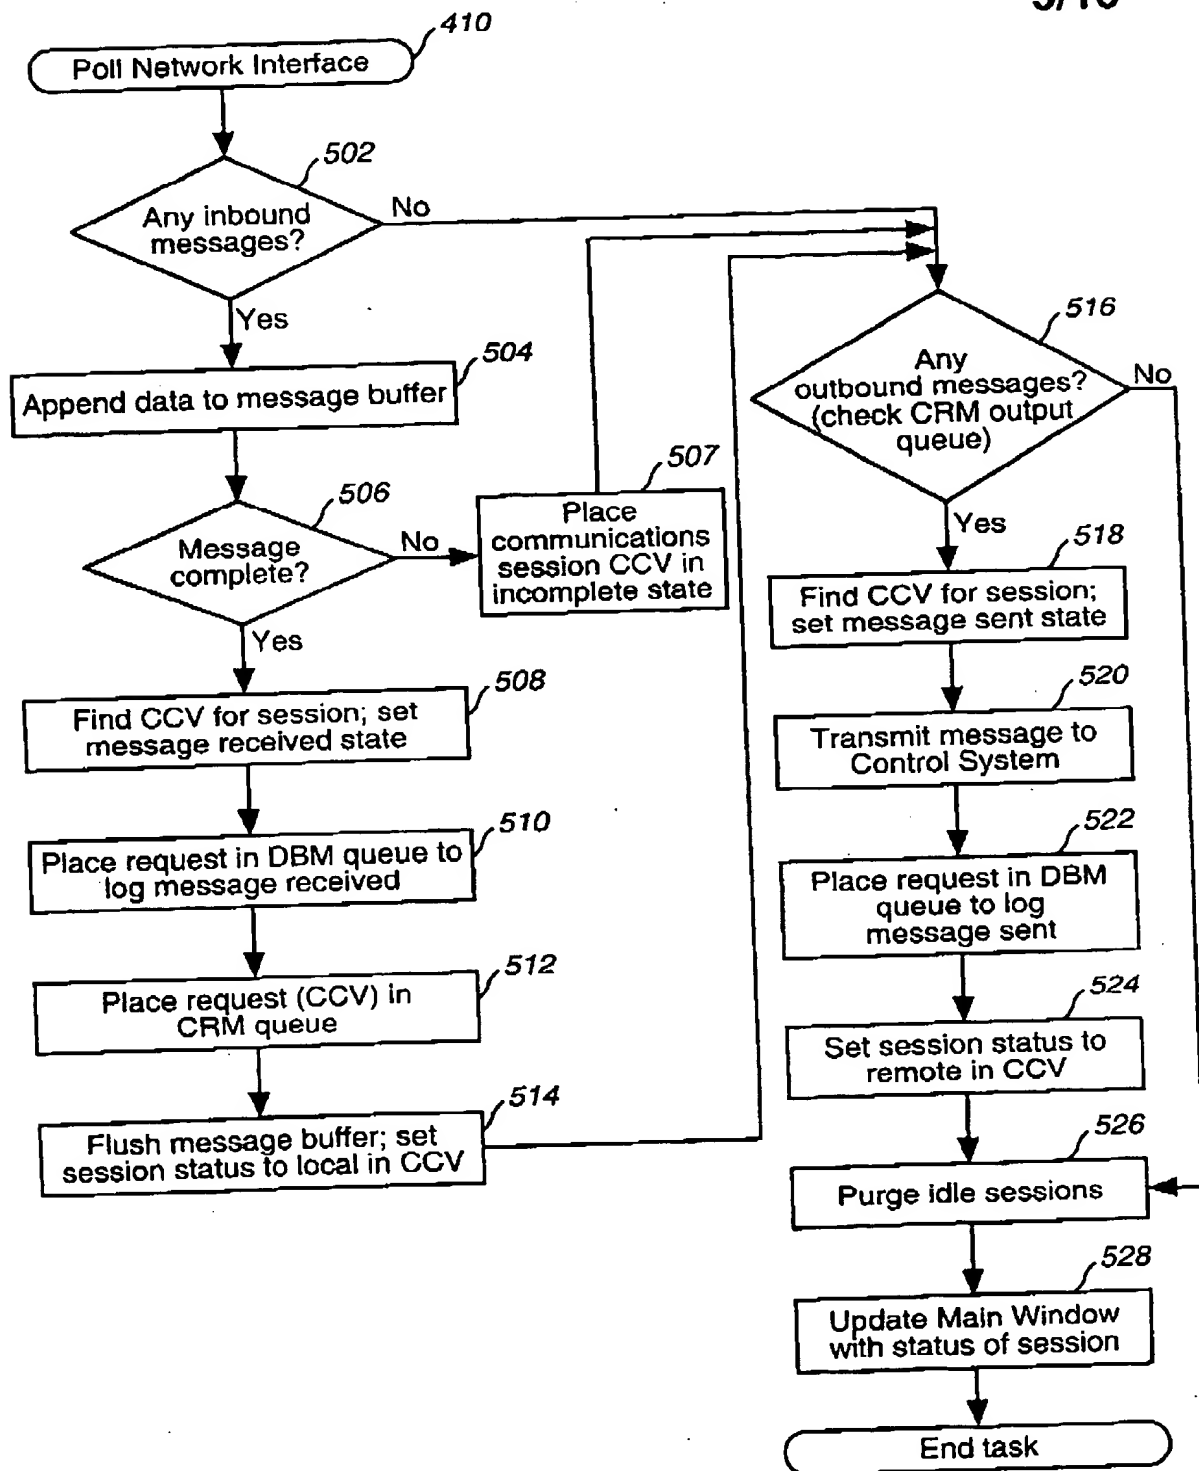 410
Poll Network Interface
502
Any inbound
messages?
No
Yes
504
Append data to message buffer
506
Message
complete?
No
Yes
507
Place
communications
session CCV in
incomplete state
508
Find CCV for session; set
message received state
510
Place request in DBM queue to
log message received
512
Place request (CCV) in
CRM queue
514
Flush message buffer; set
session status to local in CCV
516
Any
outbound messages?
(check CRM output
queue)
No
Yes
518
Find CCV for session;
set message sent state
520
Transmit message to
Control System
522
Place request in DBM
queue to log
message sent
524
Set session status to
remote in CCV
526
Purge idle sessions
528
Update Main Window
with status of session
End task